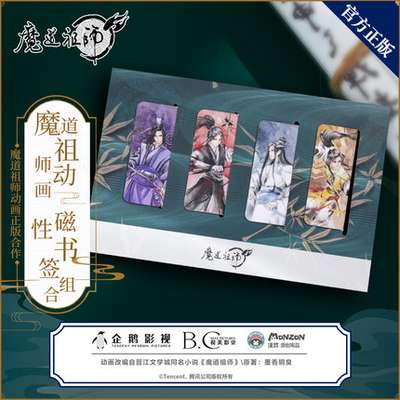 魔道祖师
官方正版
魔道祖师动画
磁性书签组合
魔道祖师动画正版合作
魔道祖师
企鹅影视
TENCENT PENGUIN PICTURES
B.C
MONZON
动画改编自晋江文学城同名小说《魔道祖师》\原著：墨香铜臭
©Tencent. 腾讯公司版权所有